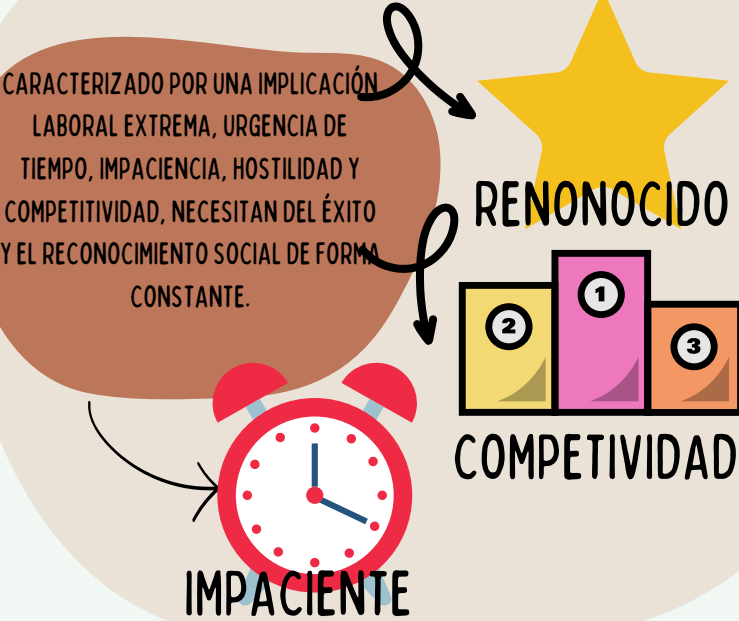 CARACTERIZADO POR UNA IMPLICACIÓN
LABORAL EXTREMA, URGENCIA DE
TIEMPO, IMPACIENCIA, HOSTILIDAD Y
COMPETITIVIDAD, NECESITAN DEL ÉXITO
Y EL RECONOCIMIENTO SOCIAL DE FORMA
CONSTANTE.
RENONOCIDO
1
2
3
COMPETIVIDAD
IMPACIENTE